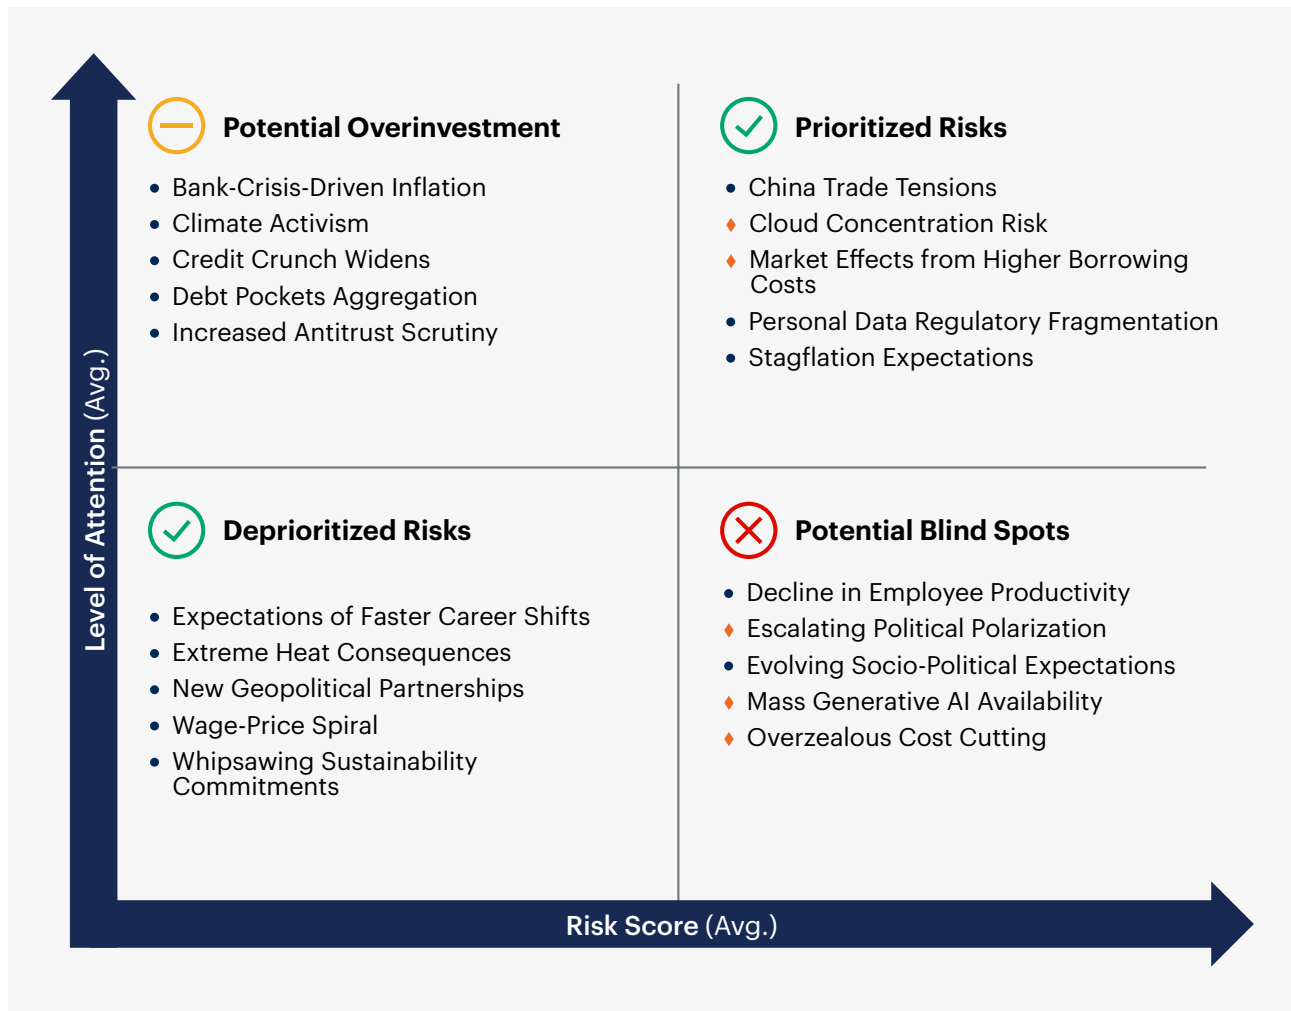 Potential Overinvestment
Bank-Crisis-Driven Inflation
Climate Activism
Credit Crunch Widens
Debt Pockets Aggregation
Increased Antitrust Scrutiny
Prioritized Risks
China Trade Tensions
Cloud Concentration Risk
Market Effects from Higher Borrowing
Costs
Personal Data Regulatory Fragmentation
Stagflation Expectations
Level of Attention (Avg.)
Deprioritized Risks
Expectations of Faster Career Shifts
Extreme Heat Consequences
New Geopolitical Partnerships
Wage-Price Spiral
Whipsawing Sustainability
Commitments
Potential Blind Spots
Decline in Employee Productivity
Escalating Political Polarization
Evolving Socio-Political Expectations
Mass Generative AI Availability
Overzealous Cost Cutting
Risk Score (Avg.)